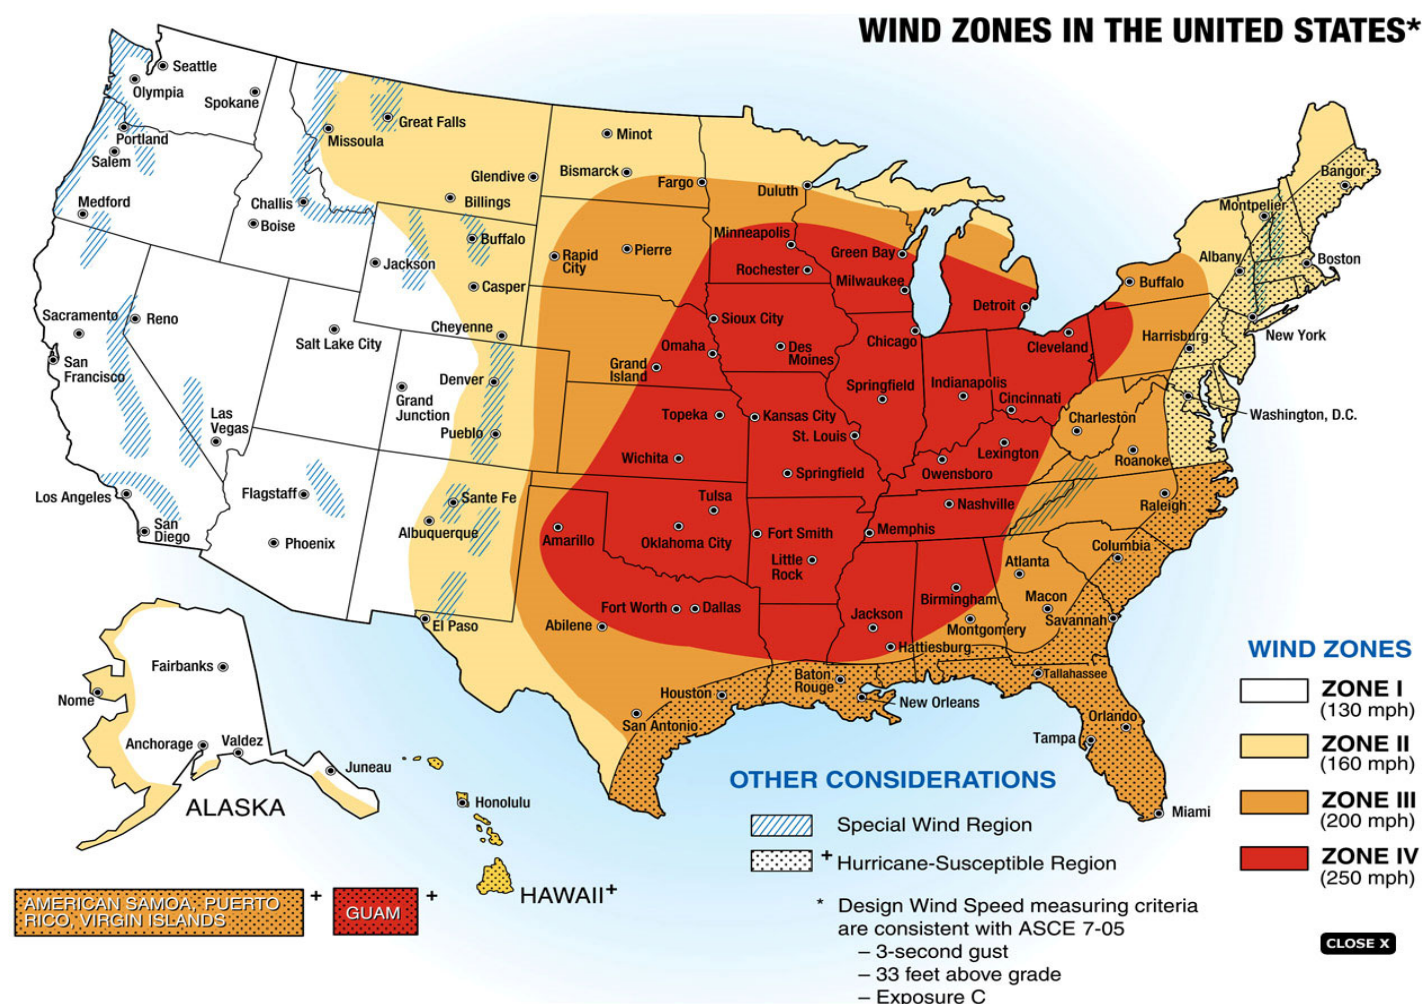 WIND ZONES IN THE UNITED STATES*
Seattle
Olympia
Spokane
Portland
Salem
Medford
Missoula
Great Falls
Glendive
Billings
Challis
Boise
Minot
Bismarck
Fargo
Duluth
Bangor
Montpelier
Buffalo
Jackson
Casper
Cheyenne
Rapid
City
Pierre
Minneapolis
Rochester
Green Bay
Milwaukee
Detroit
Buffalo
Albany
Boston
Sacramento
Reno
San
Francisco
Salt Lake City
Las
Vegas
Denver
Grand
Junction
Pueblo
Sioux City
Omaha
Grand
Island
Des
Moines
Chicago
Cleveland
Harrisburg
New York
Springfield
Indianapolis
Cincinnati
Charleston
Washington, D.C.
Topeka
Kansas City
St. Louis
Lexington
Owensboro
Roanoke
Wichita
Springfield
Los Angeles
San
Diego
Flagstaff
Phoenix
Sante Fe
Albuquerque
El Paso
Amarillo
Tulsa
Oklahoma City
Fort Smith
Little
Rock
Memphis
Nashville
Raleigh
Columbia
Atlanta
Macon
Savannah
Birmingham
Montgomery
Fort Worth
Dallas
Abilene
Jackson
Hattiesburg
Houston
San Antonio
Baton
Rouge
New Orleans
Tallahassee
Orlando
Tampa
Miami
Fairbanks
Nome
Anchorage
Valdez
Juneau
ALASKA
Honolulu
HAWAII+
AMERICAN SAMOA, PUERTO
RICO, VIRGIN ISLANDS
+
GUAM
+
OTHER CONSIDERATIONS
Special Wind Region
+ Hurricane-Susceptible Region
* Design Wind Speed measuring criteria
are consistent with ASCE 7-05
– 3-second gust
– 33 feet above grade
– Exposure C
WIND ZONES
ZONE I
(130 mph)
ZONE II
(160 mph)
ZONE III
(200 mph)
ZONE IV
(250 mph)
CLOSE X